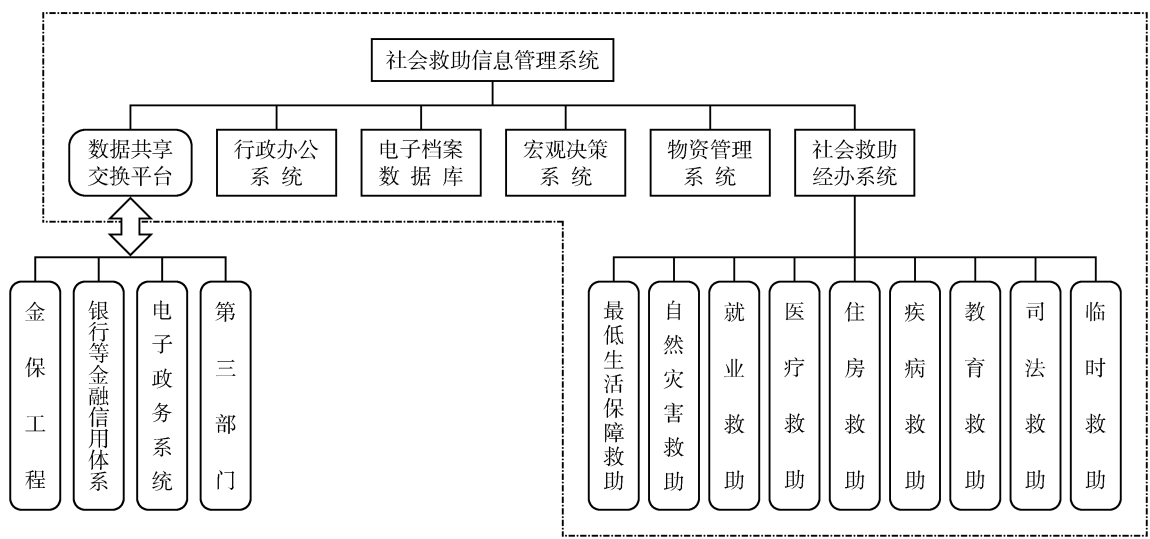 社会救助信息管理系统
数据共享
交换平台
行政办公
系 统
电子档案
数 据 库
宏观决策
系 统
物资管理
系 统
社会救助
经办系统
金保工程
银行等金融信用体系
电子政务系统
第三部门
最低生活保障救助
自然灾害救助
就业救助
医疗救助
住房救助
疾病救助
教育救助
司法救助
临时救助